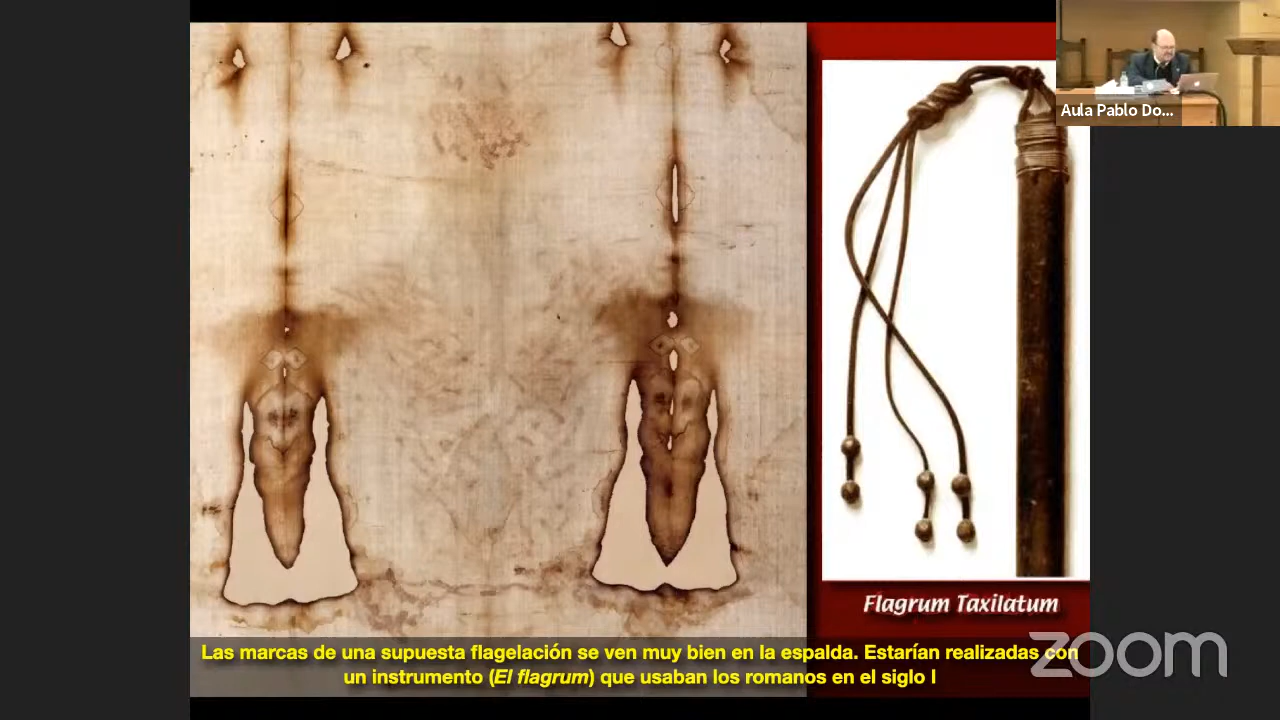 Aula Pablo Do...
Flagrum Taxilatum
Las marcas de una supuesta flagelación se ven muy bien en la espalda. Estarían realizadas con
un instrumento (El flagrum) que usaban los romanos en el siglo I
zoom